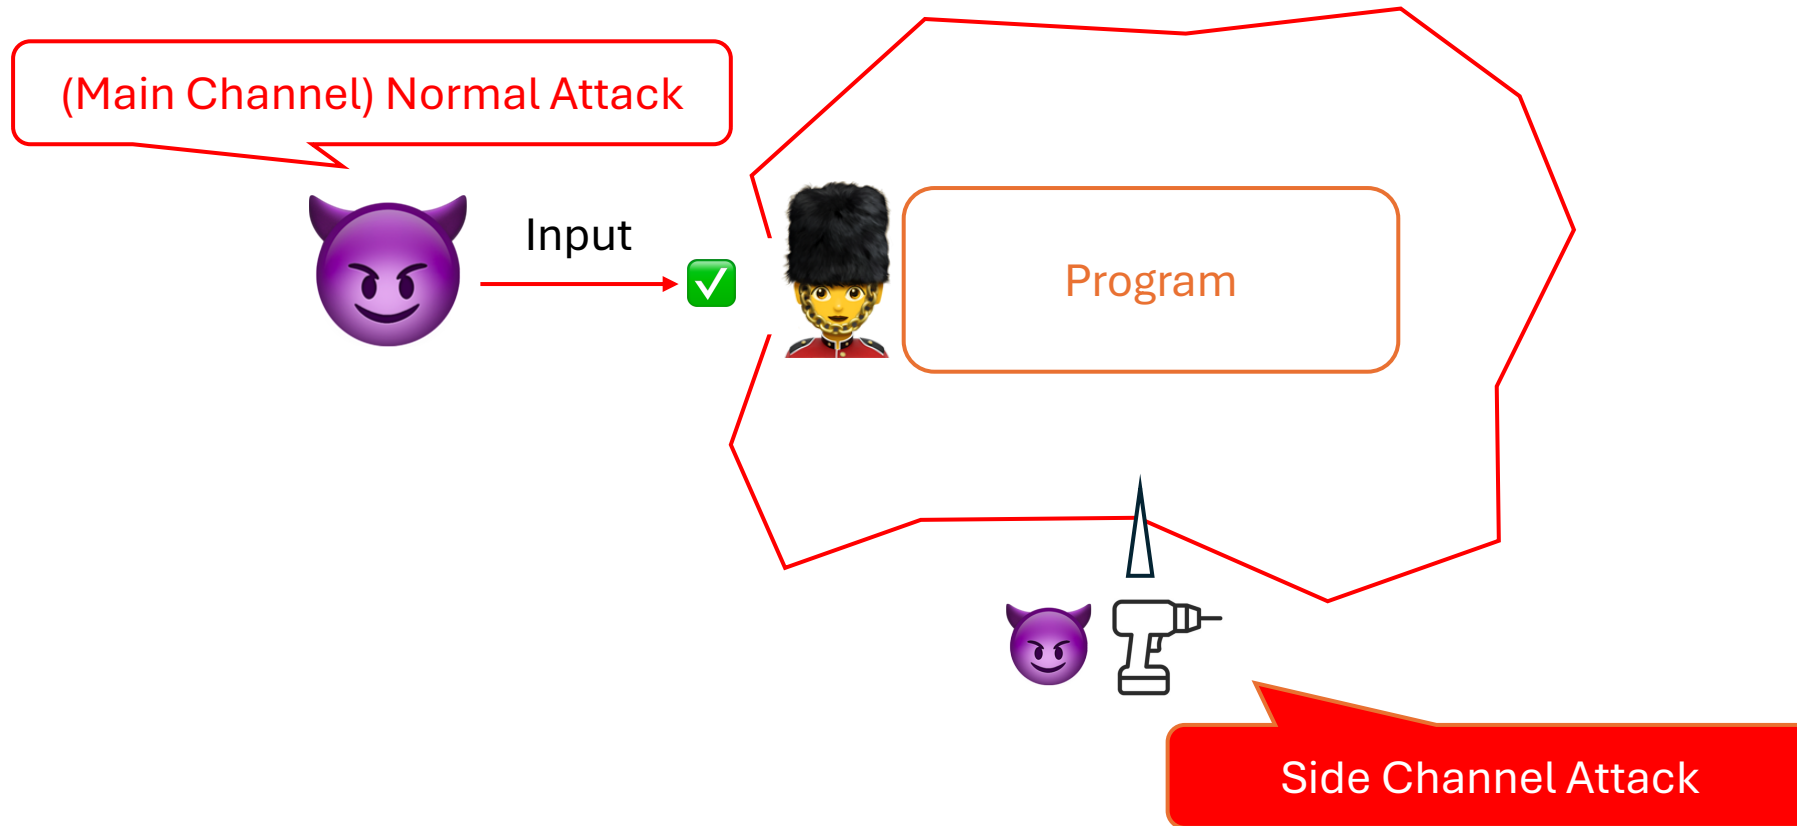 (Main Channel) Normal Attack
Input
Program
Side Channel Attack